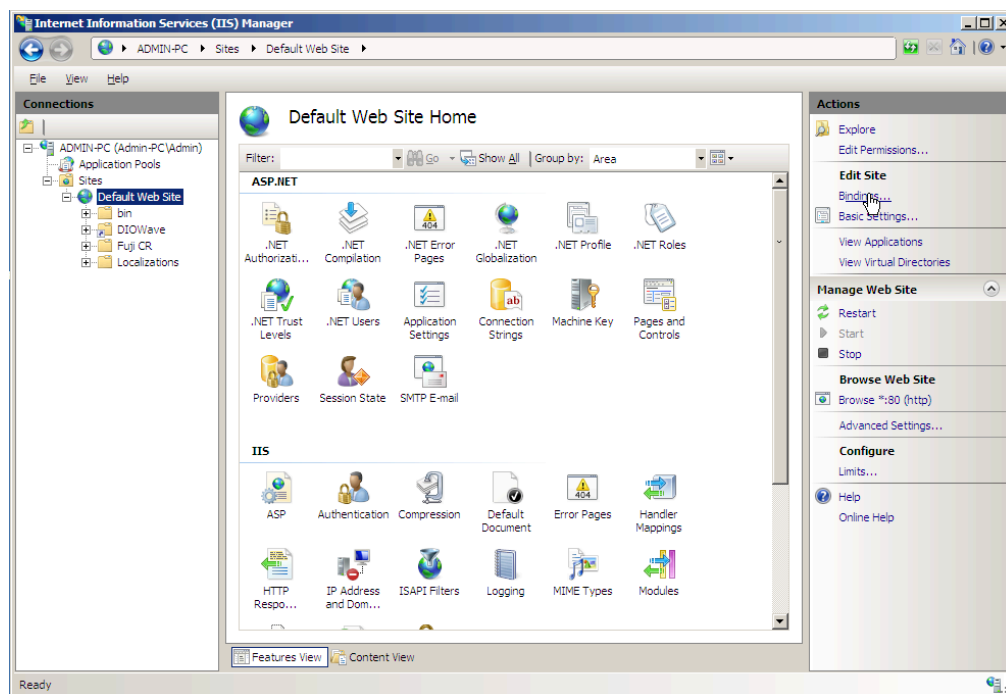 Internet Information Services (IIS) Manager
ADMIN-PC Sites Default Web Site
File View Help
Connections
ADMIN-PC (Admin-PC\Admin)
Application Pools
Sites
Default Web Site
bin
DIOWave
Fuji CR
Localizations
Default Web Site Home
Filter: Go Show All Group by: Area
ASP.NET
.NET Authorizati...
.NET Compilation
.NET Error Pages
.NET Globalization
.NET Profile
.NET Roles
.NET Trust Levels
.NET Users
Application Settings
Connection Strings
Machine Key
Pages and Controls
Providers
Session State
SMTP E-mail
IIS
ASP
Authentication
Compression
Default Document
Error Pages
Handler Mappings
HTTP Respo...
IP Address and Dom...
ISAPI Filters
Logging
MIME Types
Modules
Features View
Content View
Actions
Explore
Edit Permissions...
Edit Site
Bindings...
Basic Settings...
View Applications
View Virtual Directories
Manage Web Site
Restart
Start
Stop
Browse Web Site
Browse *:80 (http)
Advanced Settings...
Configure
Limits...
Help
Online Help
Ready